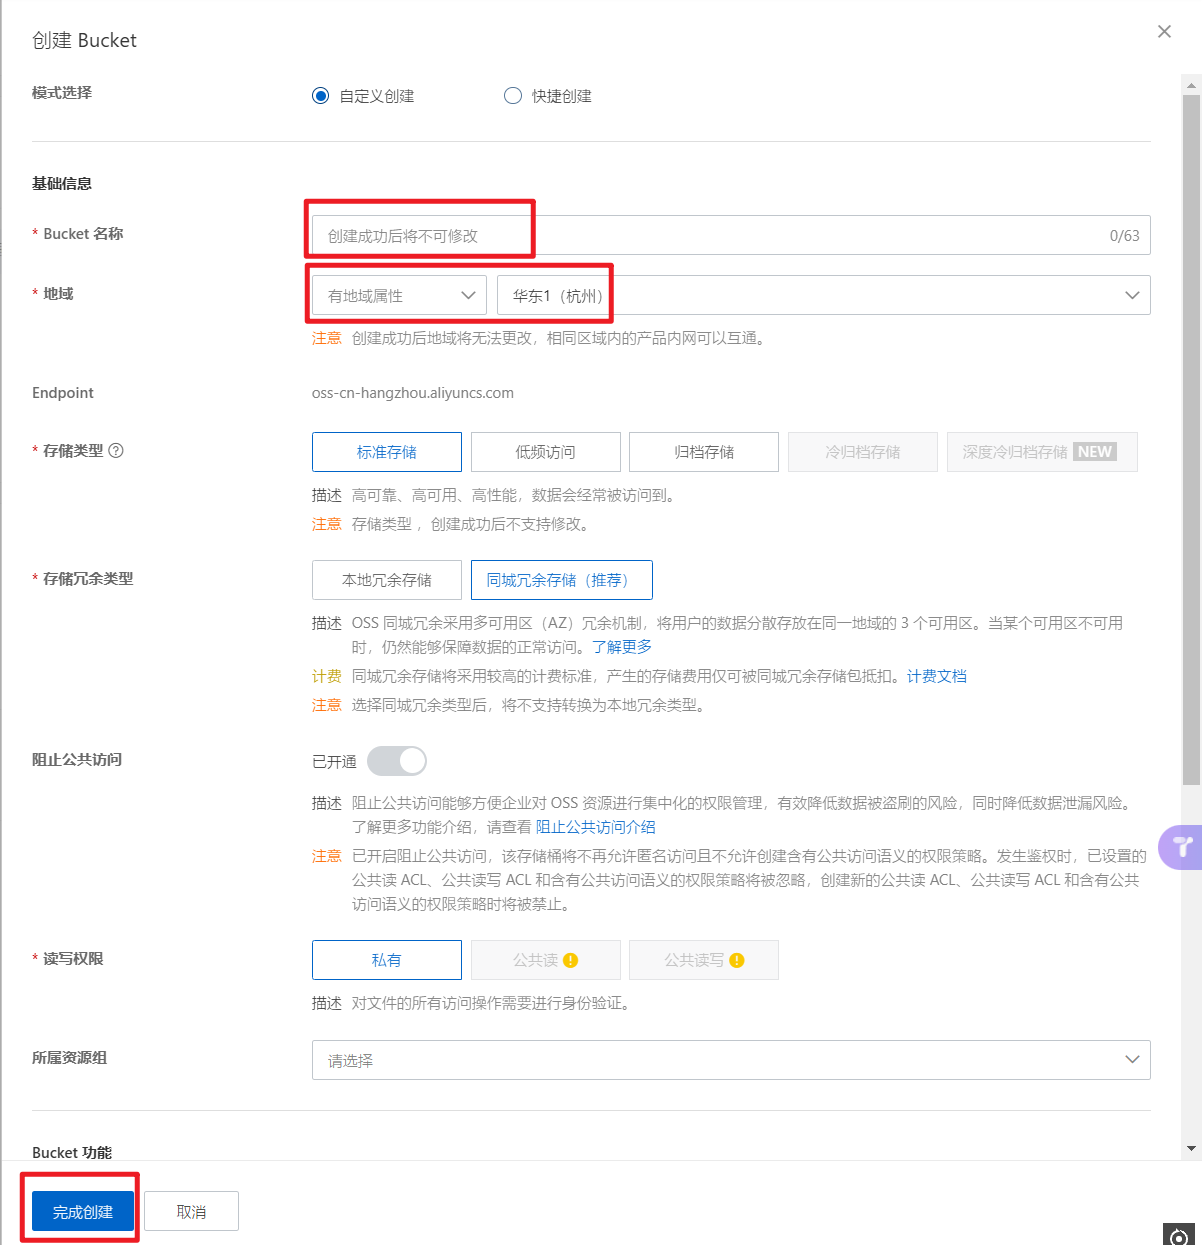 创建 Bucket
模式选择
自定义创建
快捷创建
基础信息
* Bucket 名称
创建成功后将不可修改
0/63
* 地域
有地域属性
华东1（杭州）
注意 创建成功后地域将无法更改，相同区域内的产品内网可以互通。
Endpoint
oss-cn-hangzhou.aliyuncs.com
* 存储类型
标准存储
低频访问
归档存储
冷归档存储
深度冷归档存储 NEW
描述 高可靠、高可用、高性能，数据会经常被访问到。
注意 存储类型，创建成功后不支持修改。
* 存储冗余类型
本地冗余存储
同城冗余存储（推荐）
描述 OSS 同城冗余采用多可用区（AZ）冗余机制，将用户的数据分散存放在同一地域的 3 个可用区。当某个可用区不可用
时，仍然能够保障数据的正常访问。了解更多
计费 同城冗余存储将采用较高的计费标准，产生的存储费用仅可被同城冗余存储包抵扣。计费文档
注意 选择同城冗余类型后，将不支持转换为本地冗余类型。
阻止公共访问
已开通
描述 阻止公共访问能够方便企业对 OSS 资源进行集中化的权限管理，有效降低数据被盗刷的风险，同时降低数据泄漏风险。
了解更多功能介绍，请查看 阻止公共访问介绍
注意 已开启阻止公共访问，该存储桶将不再允许匿名访问且不允许创建含有公共访问语义的权限策略。发生鉴权时，已设置的
公共读 ACL、公共读写 ACL 和含有公共访问语义的权限策略将被忽略，创建新的公共读 ACL、公共读写 ACL 和含有公共
访问语义的权限策略时将被禁止。
* 读写权限
私有
公共读
公共读写
描述 对文件的所有访问操作需要进行身份验证。
所属资源组
请选择
Bucket 功能
完成创建
取消